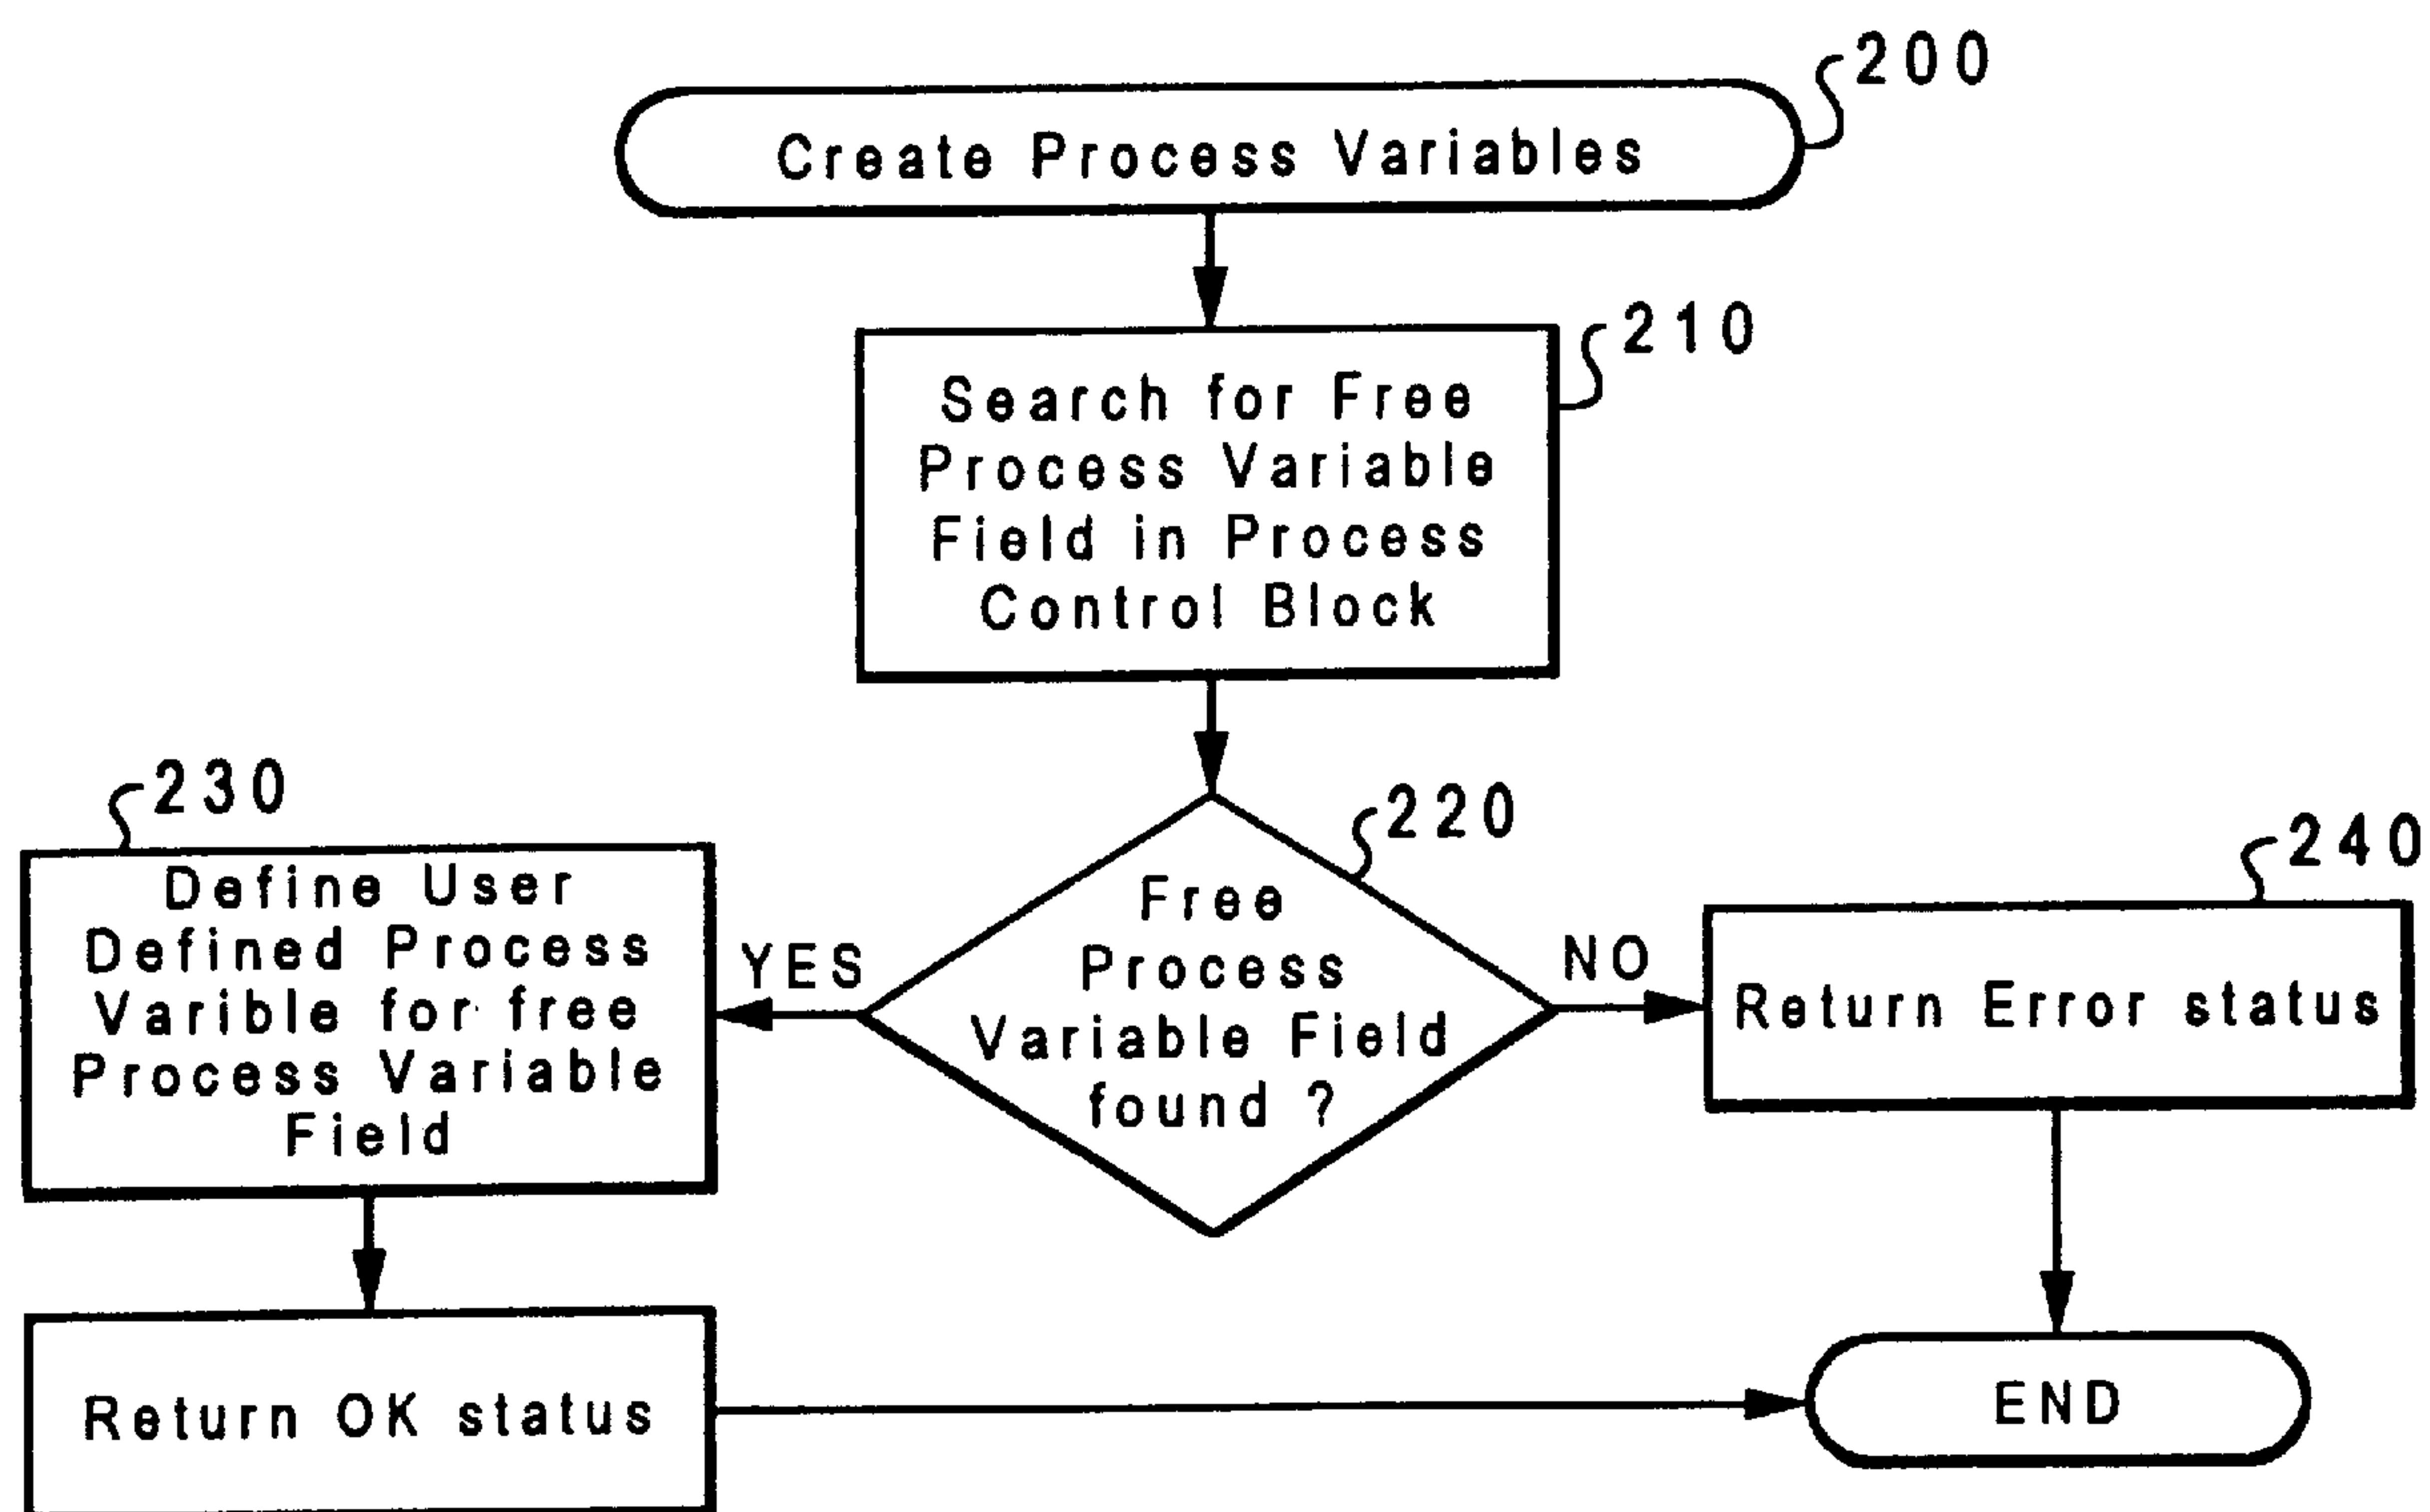 200
Create Process Variables
210
Search for Free
Process Variable
Field in Process
Control Block
230
Define User
Defined Process
Varible for free
Process Variable
Field
YES
220
Free
Process
Variable Field
found ?
NO
240
Return Error status
Return OK status
END